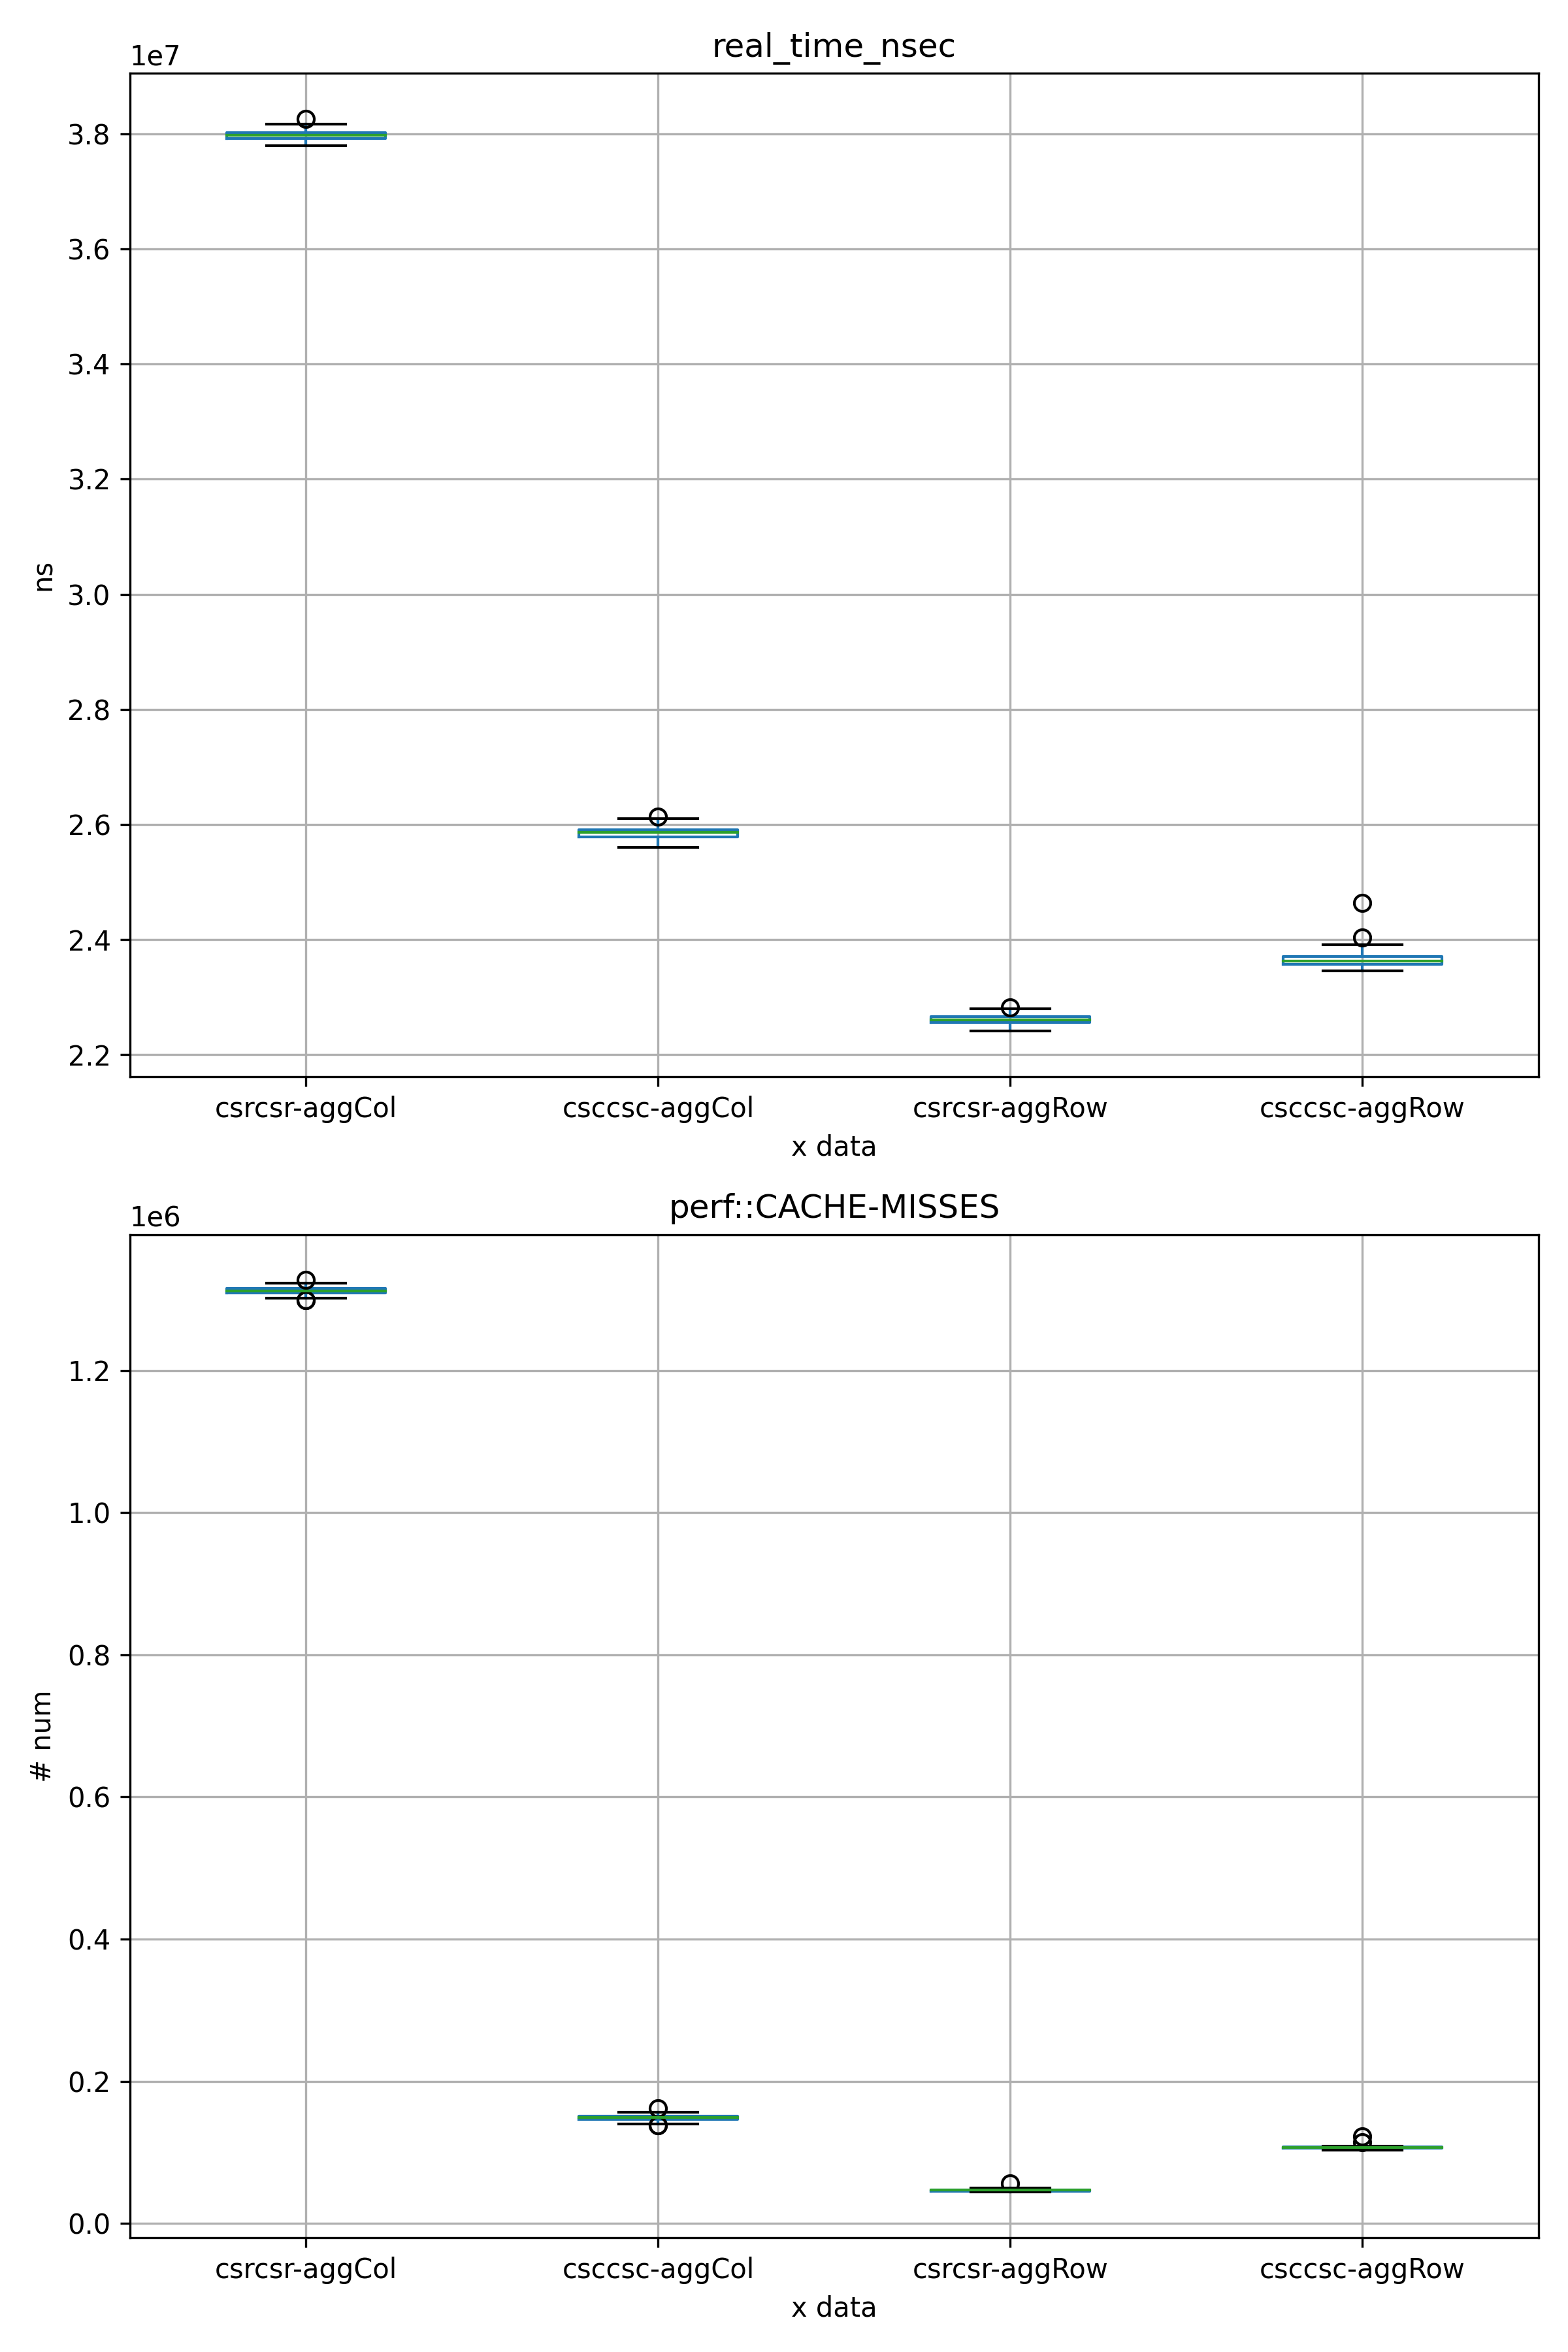 real_time_nsec
1e7
3.8
3.6
3.4
3.2
3.0
2.8
2.6
2.4
2.2
ns
csrcsr-aggCol csccsc-aggCol csrcsr-aggRow csccsc-aggRow
x data
perf::CACHE-MISSES
1e6
1.2
1.0
0.8
0.6
0.4
0.2
0.0
# num
csrcsr-aggCol csccsc-aggCol csrcsr-aggRow csccsc-aggRow
x data